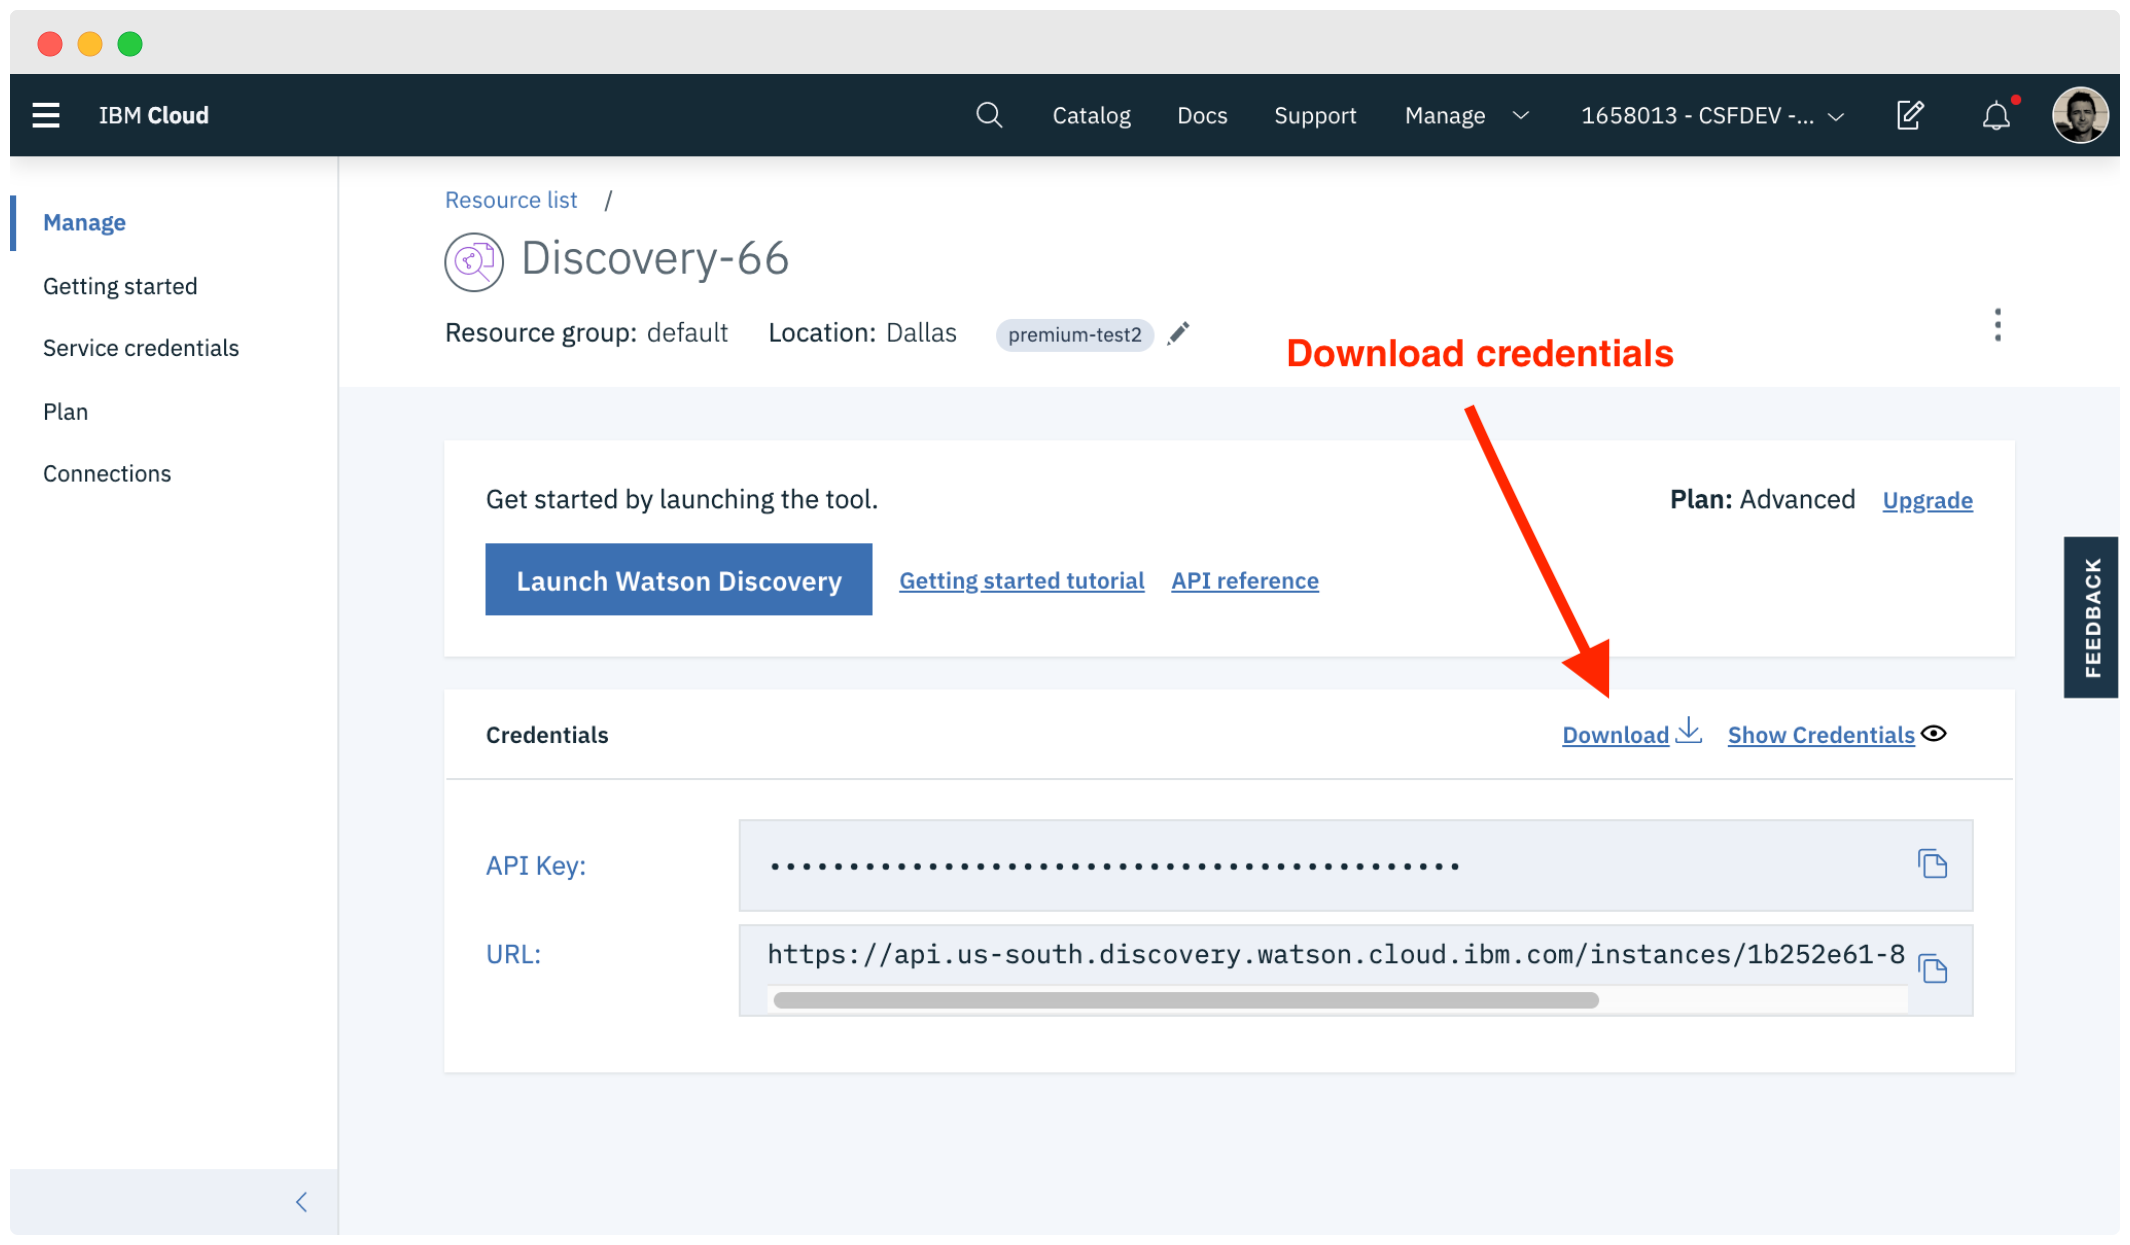 IBM Cloud
Catalog
Docs
Support
Manage
1658013 - CSFDEV -...
Manage
Getting started
Service credentials
Plan
Connections
Resource list /
Discovery-66
Resource group: default Location: Dallas premium-test2
Download credentials
Get started by launching the tool.
Plan: Advanced Upgrade
Launch Watson Discovery
Getting started tutorial
API reference
FEEDBACK
Credentials
Download
Show Credentials
API Key:
URL:
https://api.us-south.discovery.watson.cloud.ibm.com/instances/1b252e61-8